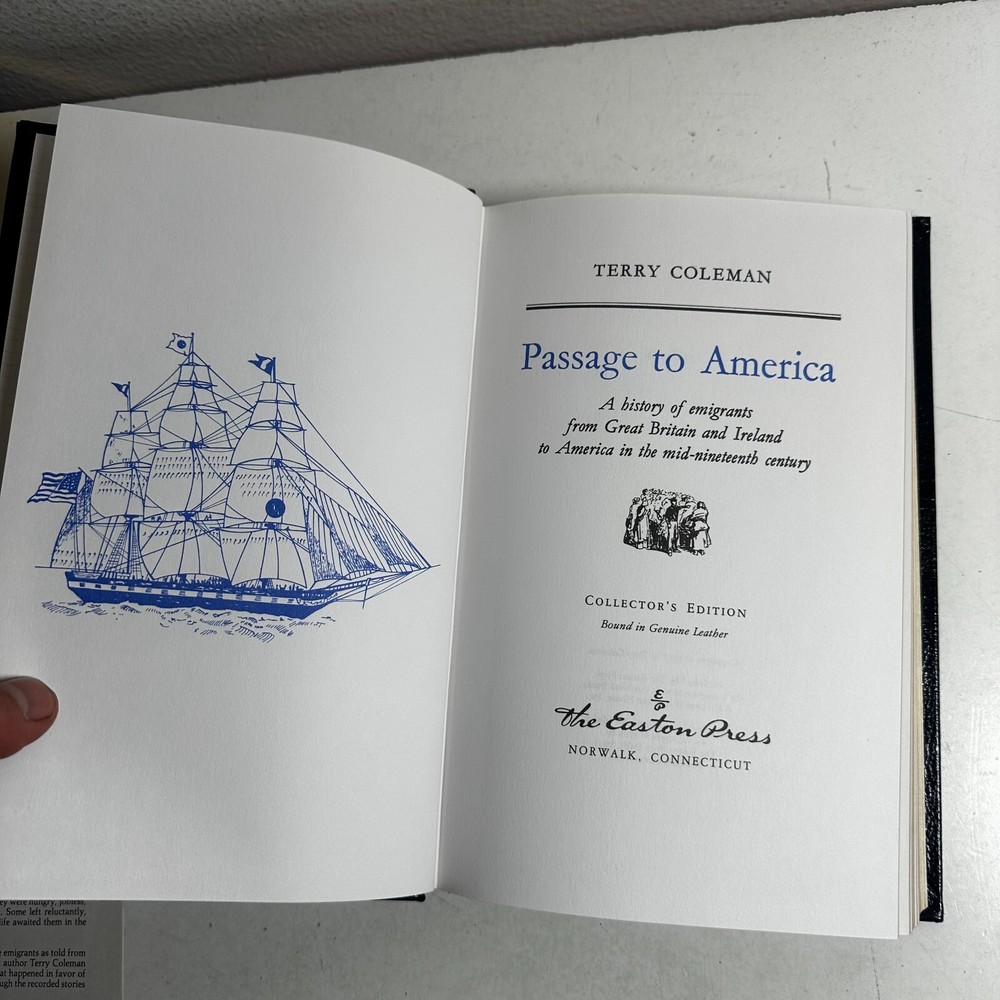 TERRY COLEMAN
Passage to America
A history of emigrants
from Great Britain and Ireland
to America in the mid-nineteenth century
COLLECTOR'S EDITION
Bound in Genuine Leather
The Easton Press
NORWALK, CONNECTICUT
were hungry, jobless,
Some left reluctantly,
life awaited them in the
emigrants as told from
author Terry Coleman
at happened in favor of
the recorded stories